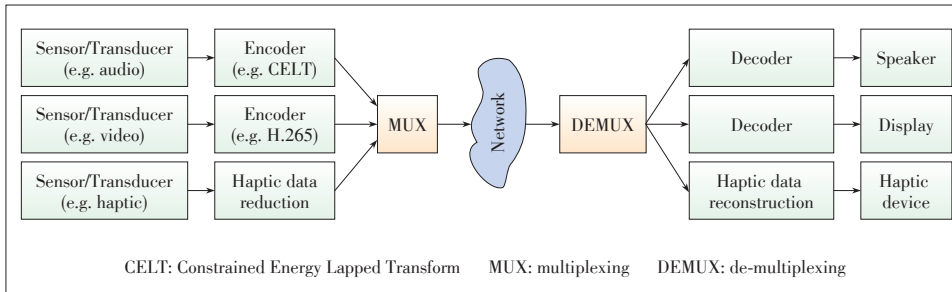 Sensor/Transducer
(e.g. audio)
Encoder
(e.g. CELT)
Decoder
Speaker
Sensor/Transducer
(e.g. video)
Encoder
(e.g. H.265)
MUX
Network
DEMUX
Decoder
Display
Sensor/Transducer
(e.g. haptic)
Haptic data
reduction
Haptic data
reconstruction
Haptic
device
CELT: Constrained Energy Lapped Transform MUX: multiplexing DEMUX: de-multiplexing